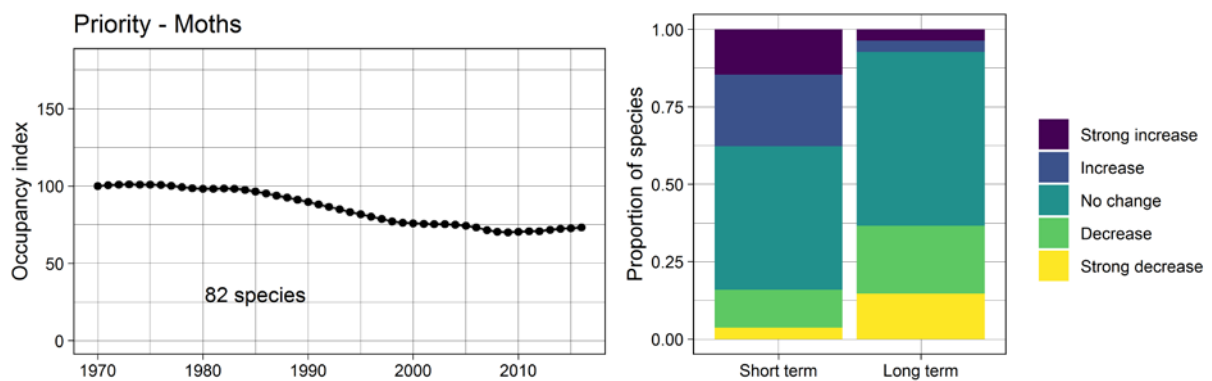 Priority - Moths
Occupancy index
150
100
50
0
82 species
1970
1980
1990
2000
2010
Proportion of species
1.00
0.75
0.50
0.25
0.00
Short term
Long term
Strong increase
Increase
No change
Decrease
Strong decrease